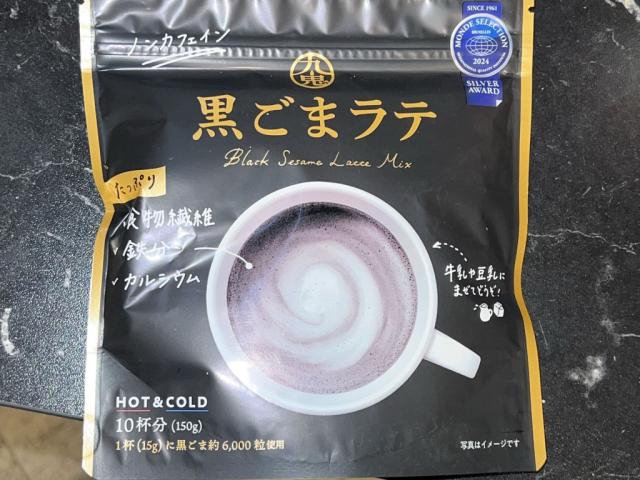 ノンカフェイン
SINCE 1961
MONDE SELECTION
BRUSSELS
2024
SILVER
AWARD
九鬼
黒ごまラテ
Black Sesame Latte Mix
たっぷり
食物繊維
✓ 鉄分
✓ カルシウム
牛乳や豆乳に
まぜてどうぞ!
HOT & COLD
10杯分 (150g)
1杯 (15g) に黒ごま約 6,000 粒使用
写真はイメージです